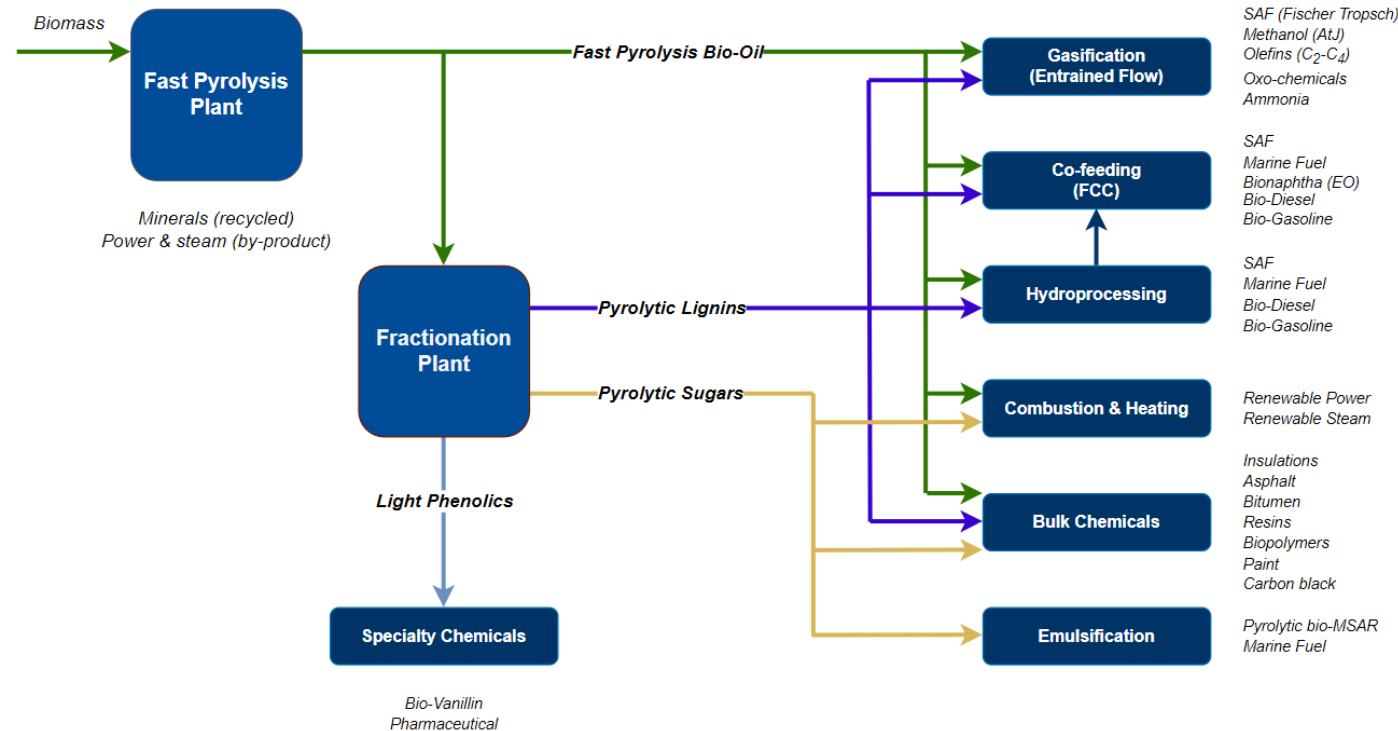 Biomass
Fast Pyrolysis
Plant
Minerals (recycled)
Power & steam (by-product)
Fast Pyrolysis Bio-Oil
Fractionation
Plant
Pyrolytic Lignins
Pyrolytic Sugars
Light Phenolics
Specialty Chemicals
Bio-Vanillin
Pharmaceutical
Gasification
(Entrained Flow)
SAF (Fischer Tropsch)
Methanol (AtJ)
Olefins (C2-C4)
Oxo-chemicals
Ammonia
Co-feeding
(FCC)
SAF
Marine Fuel
Bionaphtha (EO)
Bio-Diesel
Bio-Gasoline
Hydroprocessing
SAF
Marine Fuel
Bio-Diesel
Bio-Gasoline
Combustion & Heating
Renewable Power
Renewable Steam
Bulk Chemicals
Insulations
Asphalt
Bitumen
Resins
Biopolymers
Paint
Carbon black
Emulsification
Pyrolytic bio-MSAR
Marine Fuel